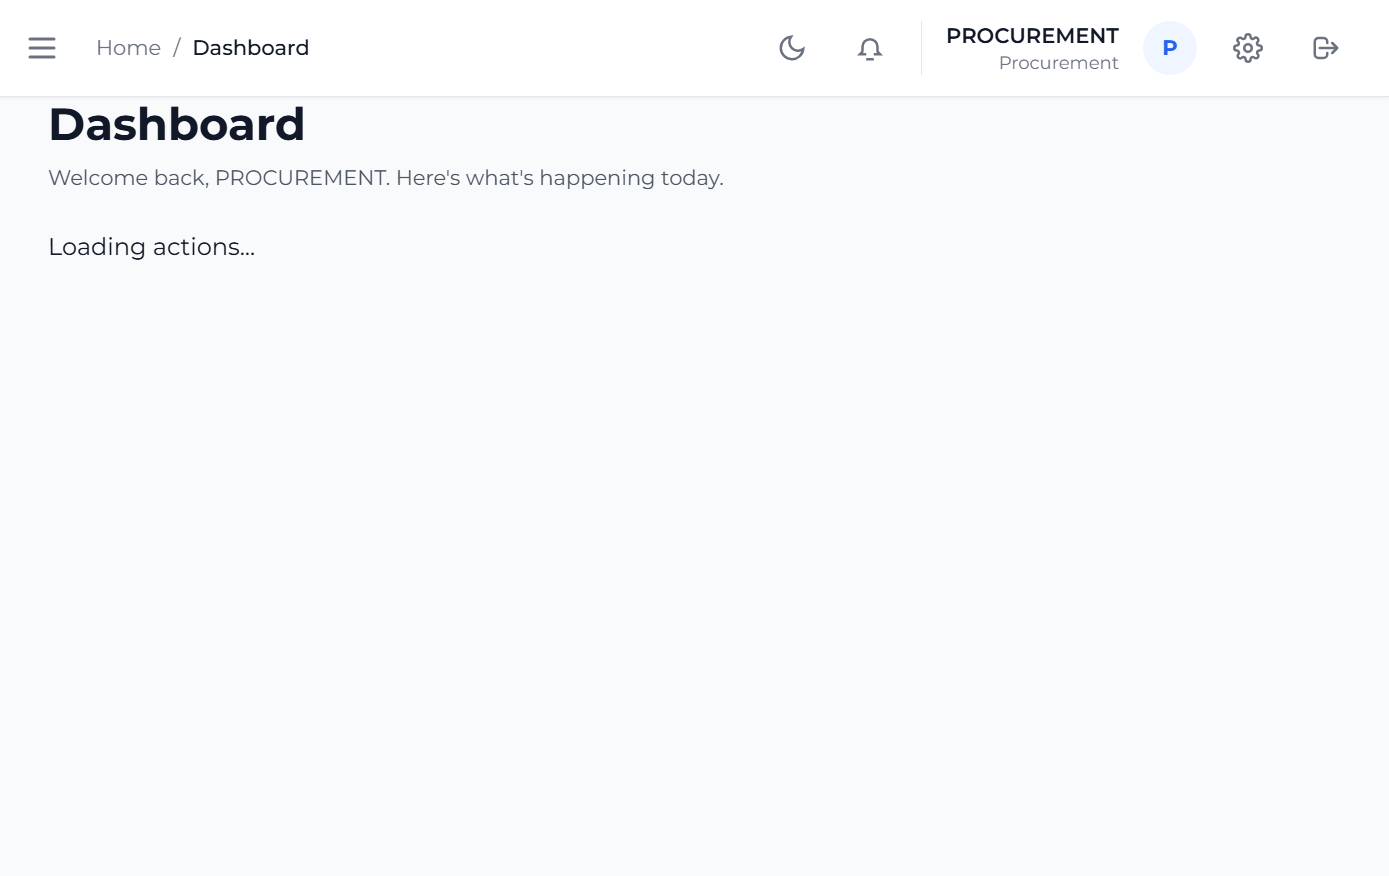 Home / Dashboard
PROCUREMENT
Procurement
P
Dashboard
Welcome back, PROCUREMENT. Here's what's happening today.
Loading actions...